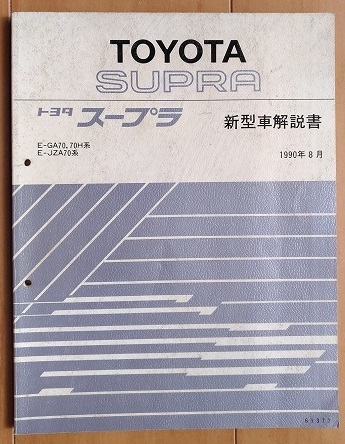 TOYOTA
SUPRA
トヨタ スープラ 新型車解説書
E-GA70, 70H系
E-JZA70系
1990年8月